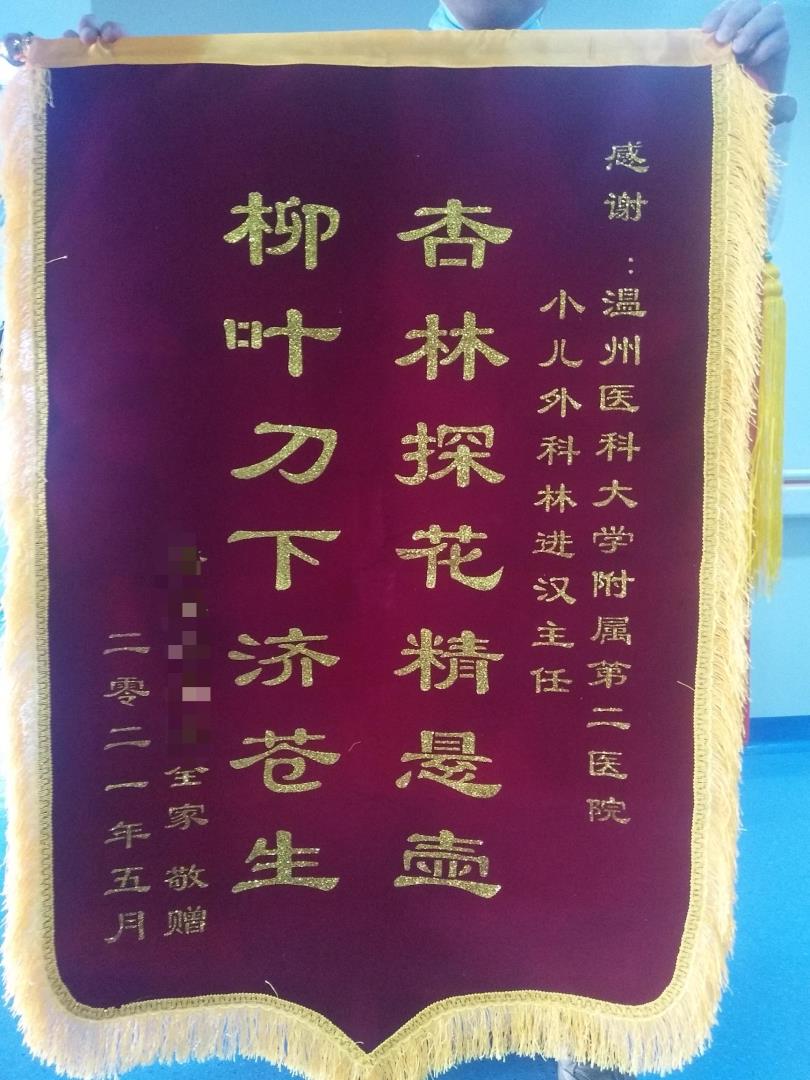 感谢：温州医科大学附属第二医院
小儿外科林进汉主任
杏林探花精悬壶
柳叶刀下济苍生
全家 敬赠
二零二一年五月